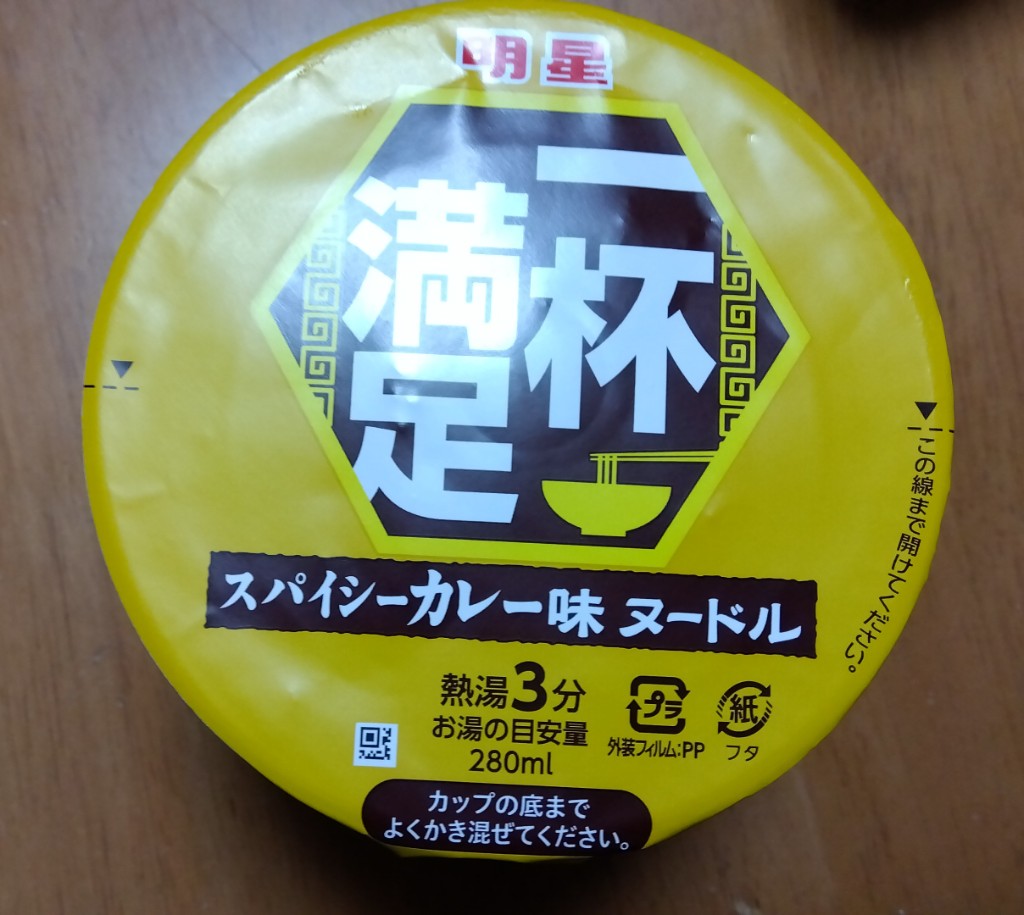 明星
一杯
満足
スパイシーカレー味 ヌードル
熱湯3分
お湯の目安量
280ml
プラ
外装フィルム:PP
紙
フタ
カップの底まで
よくかき混ぜてください。
この線まで開けてください。